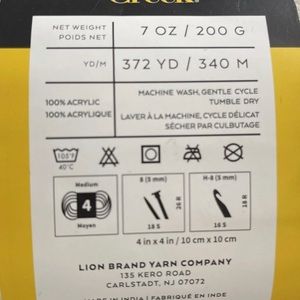 Creek
NET WEIGHT 7 OZ / 200 G
POIDS NET
YD/M 372 YD / 340 M
100% ACRYLIC
100% ACRYLIQUE
MACHINE WASH, GENTLE CYCLE
TUMBLE DRY
LAVER À LA MACHINE, CYCLE DÉLICAT
SÉCHER PAR CULBUTAGE
105°F
40°C
Medium
4
Moyen
8 (5 mm)
26 R
18 S
H-8 (5 mm)
18 R
16 S
4 in x 4 in / 10 cm x 10 cm
LION BRAND YARN COMPANY
135 KERO ROAD
CARLSTADT, NJ 07072
MADE IN INDIA / FABRIQUÉ EN INDE